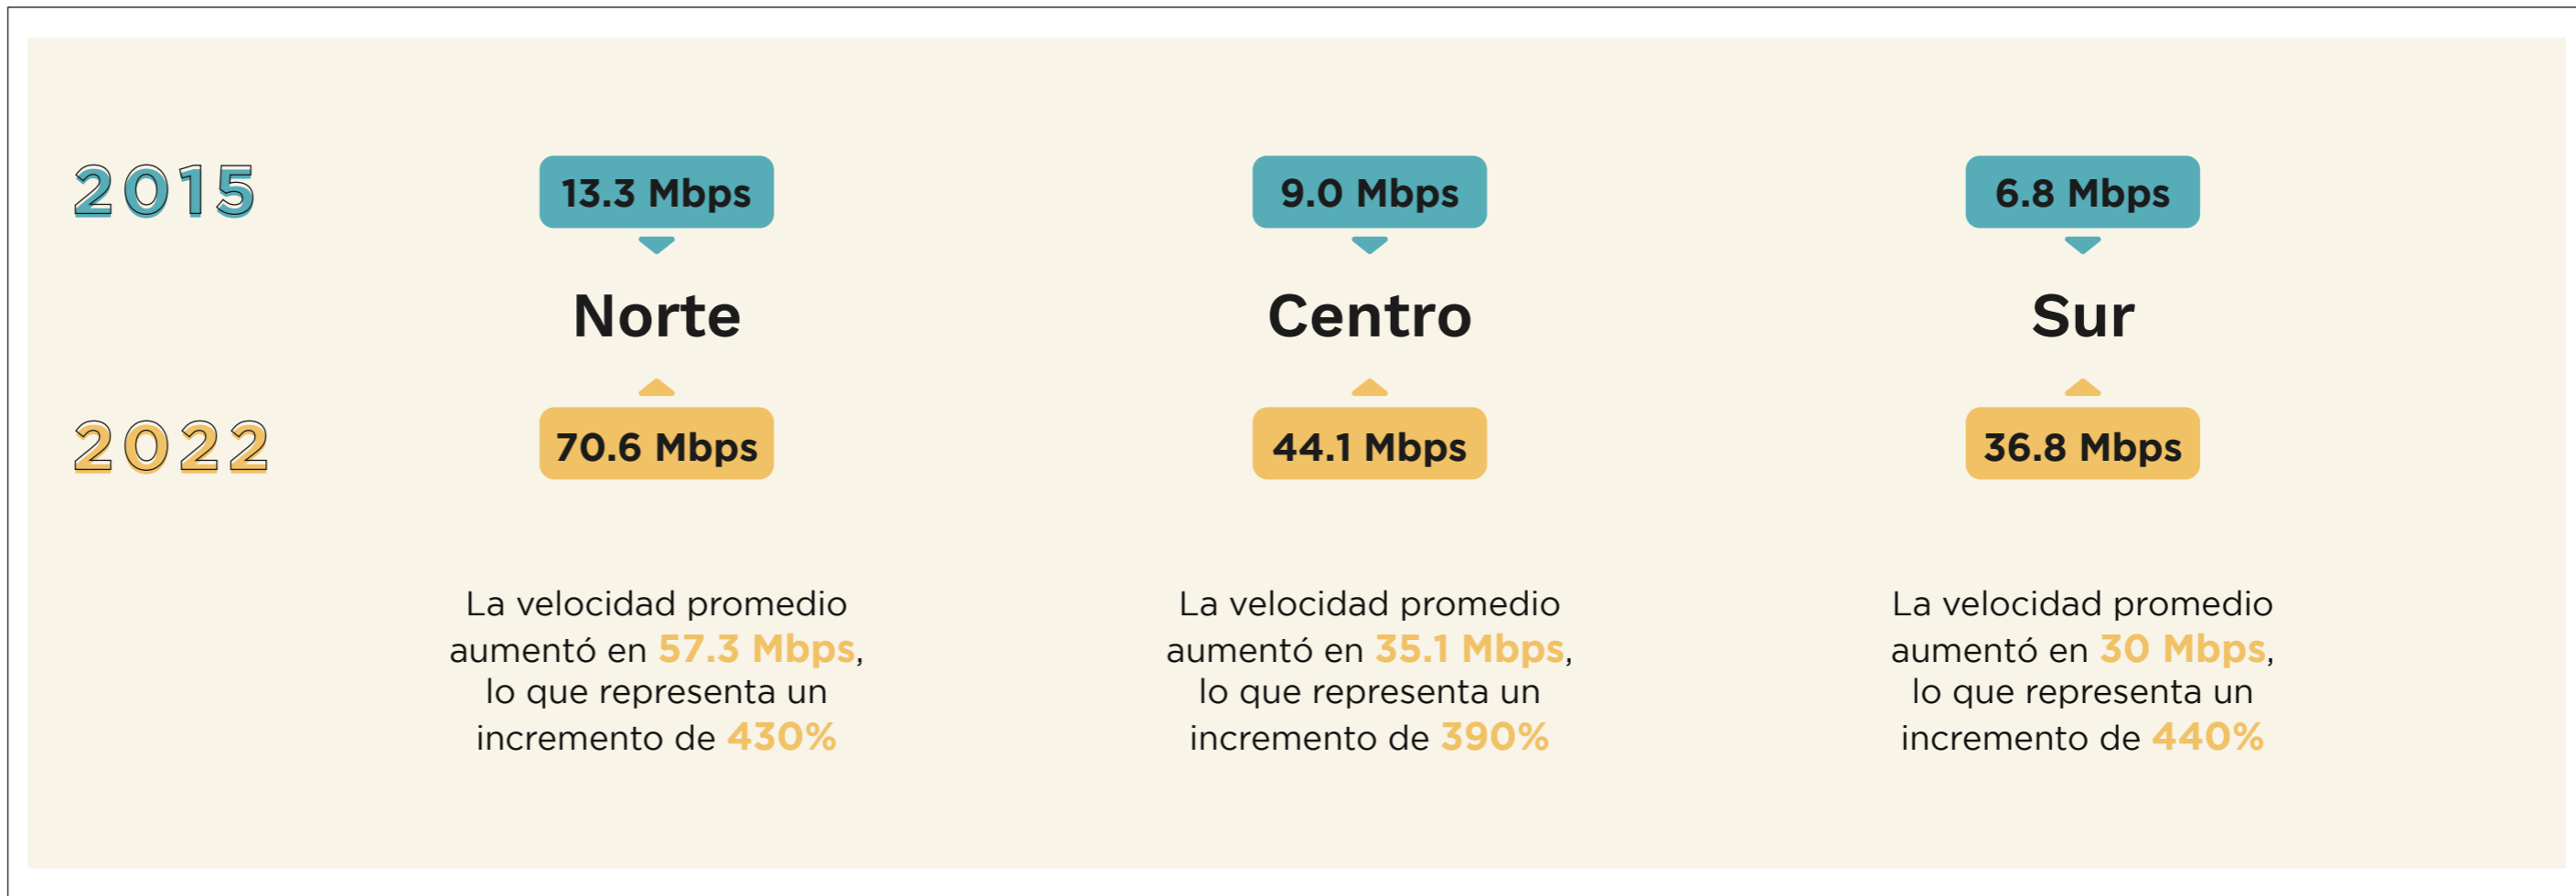 2015
13.3 Mbps
9.0 Mbps
6.8 Mbps
Norte
Centro
Sur
2022
70.6 Mbps
44.1 Mbps
36.8 Mbps
La velocidad promedio
aumentó en 57.3 Mbps,
lo que representa un
incremento de 430%
La velocidad promedio
aumentó en 35.1 Mbps,
lo que representa un
incremento de 390%
La velocidad promedio
aumentó en 30 Mbps,
lo que representa un
incremento de 440%